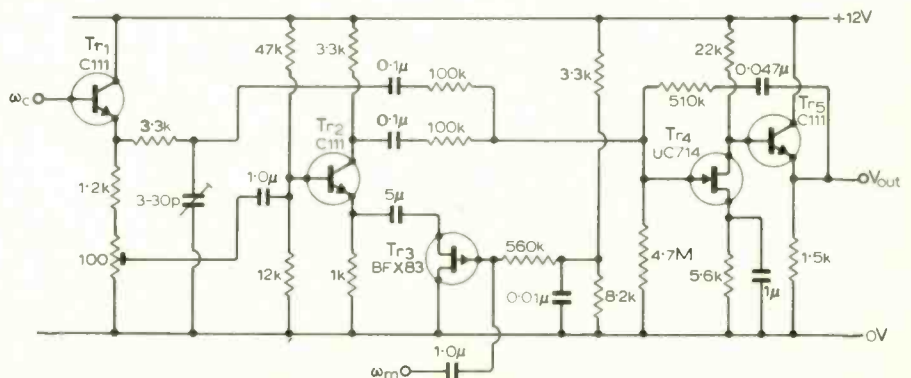 +12V
Tr1
C111
ωc
3.3k
1.2k
3-30p
100
1.0μ
47k
3.3k
0.1μ
100k
Tr2
C111
0.1μ
100k
5μ
12k
1k
Tr3
BFX83
560k
0.01μ
3.3k
8.2k
ωm
1.0μ
22k
510k
0.047μ
Tr4
UC714
Tr5
C111
Vout
4.7M
5.6k
1μ
1.5k
0V